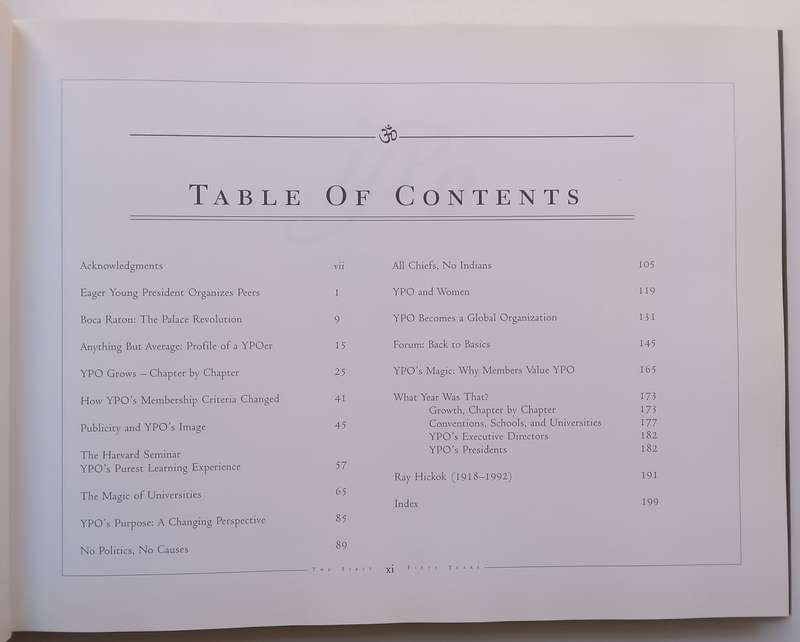 ॐ
TABLE OF CONTENTS
Acknowledgments vii
Eager Young President Organizes Peers 1
Boca Raton: The Palace Revolution 9
Anything But Average: Profile of a YPOer 15
YPO Grows – Chapter by Chapter 25
How YPO's Membership Criteria Changed 41
Publicity and YPO's Image 45
The Harvard Seminar
YPO's Purest Learning Experience 57
The Magic of Universities 65
YPO's Purpose: A Changing Perspective 85
No Politics, No Causes 89
All Chiefs, No Indians 105
YPO and Women 119
YPO Becomes a Global Organization 131
Forum: Back to Basics 145
YPO's Magic: Why Members Value YPO 165
What Year Was That? 173
Growth, Chapter by Chapter 173
Conventions, Schools, and Universities 177
YPO's Executive Directors 182
YPO's Presidents 182
Ray Hickok (1918–1992) 191
Index 199
THE FIRST xi FIFTY YEARS